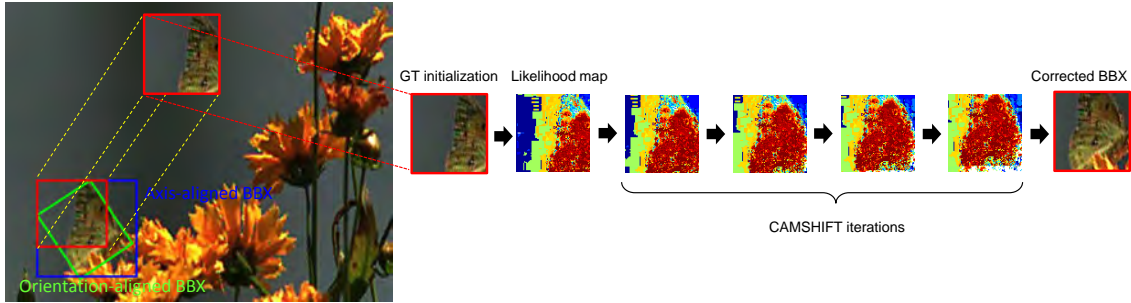 GT initialization
Likelihood map
Corrected BBX
Axis-aligned BBX
CAMSHIFT iterations
Orientation-aligned BBX